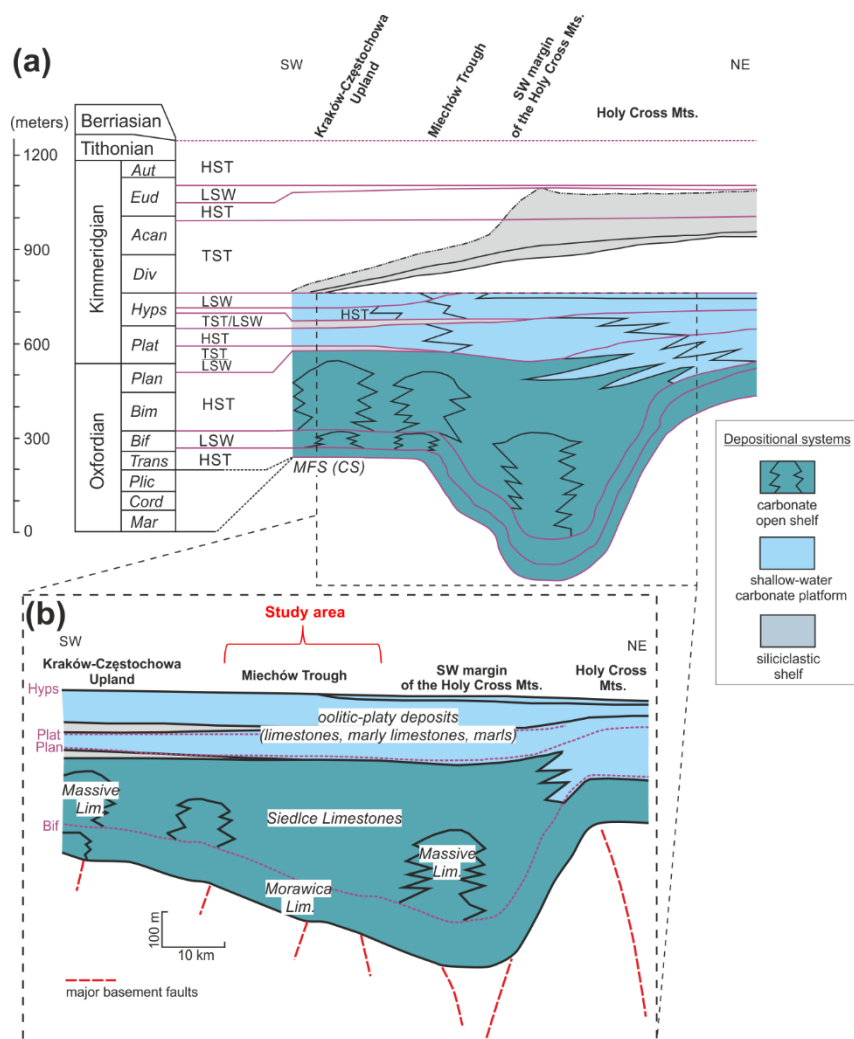 (a)
SW
Kraków-Częstochowa
Upland
Miechów Trough
SW margin
of the Holy Cross Mts.
Holy Cross Mts.
NE
(meters)
1200
900
600
300
0
Berriasian
Tithonian
Kimmeridgian
Oxfordian
Aut
Eud
Acan
Div
Hyps
Plat
Plan
Bim
Bif
Trans
Plic
Cord
Mar
HST
LSW
HST
TST
LSW
HST
TST/LSW
HST
TST
LSW
HST
LSW
HST
MFS (CS)
Depositional systems
carbonate
open shelf
shallow-water
carbonate platform
siliciclastic
shelf
(b)
Study area
SW
NE
Kraków-Częstochowa
Upland
Miechów Trough
SW margin
of the Holy Cross Mts.
Holy Cross
Mts.
Hyps
Plat
Plan
Bif
oolitic-platy deposits
(limestones, marly limestones, marls)
Massive
Lim.
Siedlce Limestones
Massive
Lim.
Morawica
Lim.
100 m
10 km
major basement faults